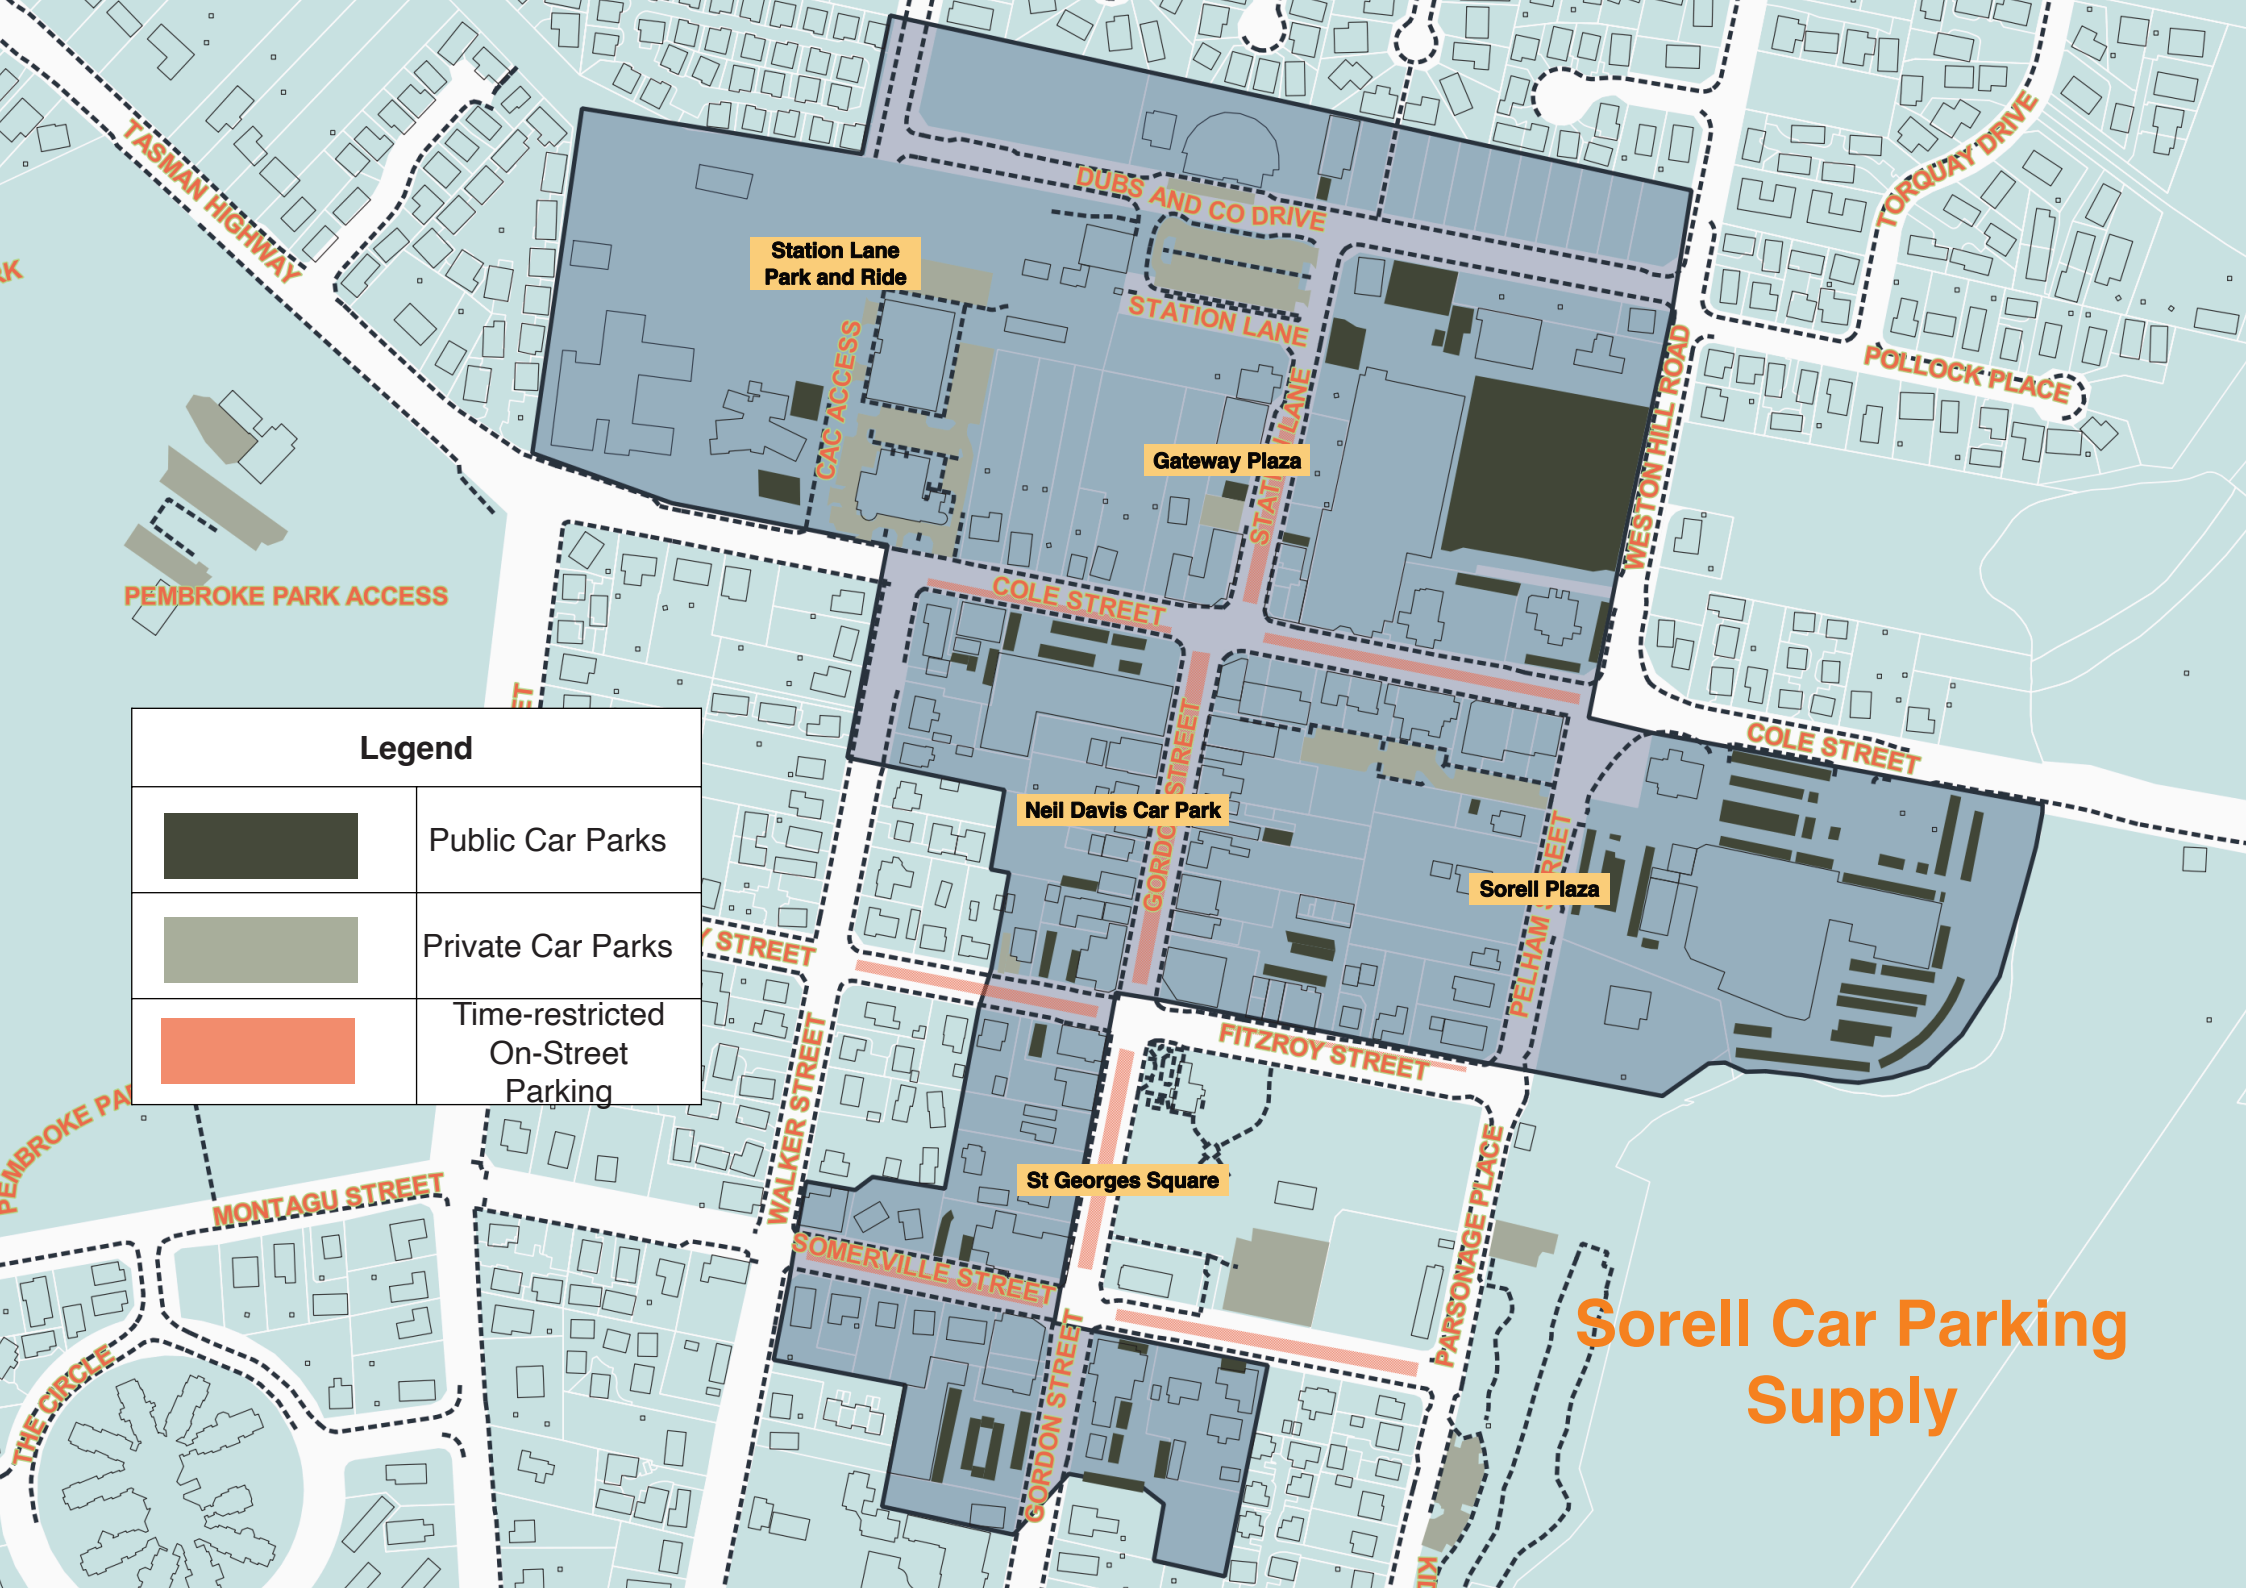 TASMAN HIGHWAY
DUBS AND CO DRIVE
TORQUAY DRIVE
Station Lane
Park and Ride
STATION LANE
CAC ACCESS
POLLOCK PLACE
WESTON HILL ROAD
Gateway Plaza
PEMBROKE PARK ACCESS
COLE STREET
COLE STREET
GORDON STREET
Neil Davis Car Park
Sorell Plaza
PELHAM STREET
Legend
Public Car Parks
Private Car Parks
Time-restricted
On-Street
Parking
STREET
FITZROY STREET
WALKER STREET
St Georges Square
PARSONAGE PLACE
MONTAGU STREET
SOMERVILLE STREET
GORDON STREET
THE CIRCLE
Sorell Car Parking
Supply